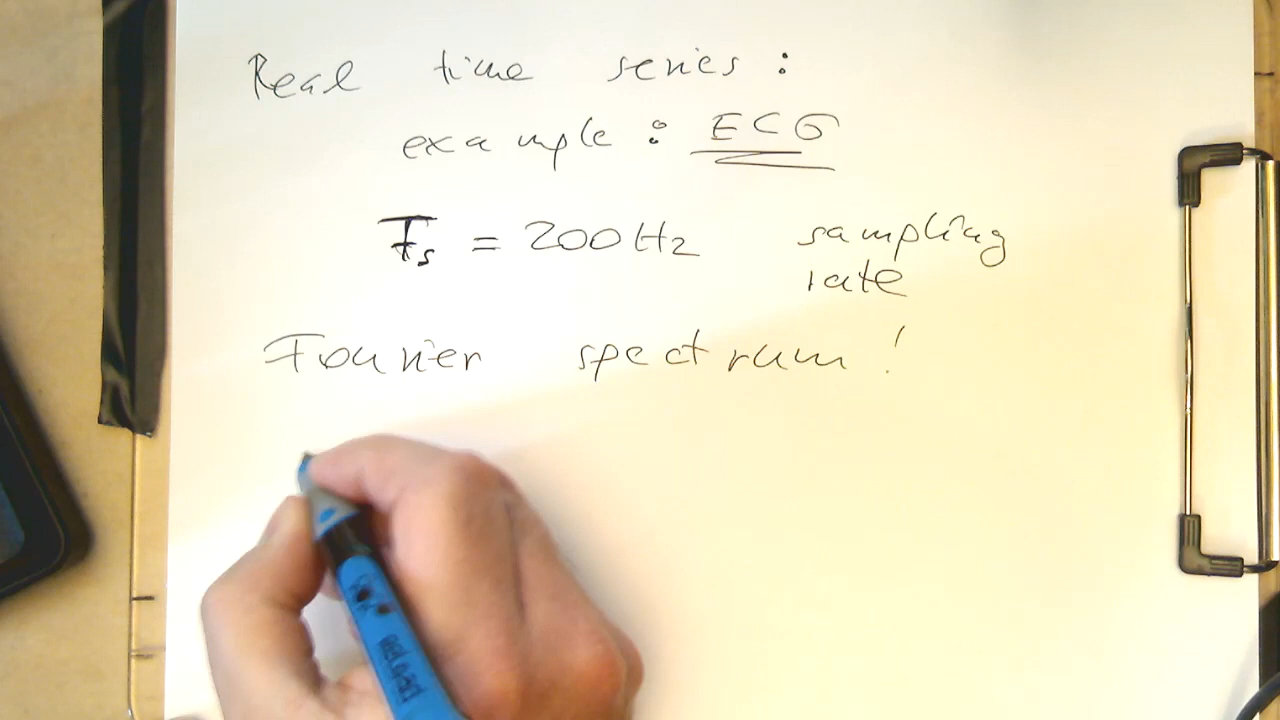 Real time series :
example : ECG
Fs = 200Hz sampling
rate
Fourier spectrum !